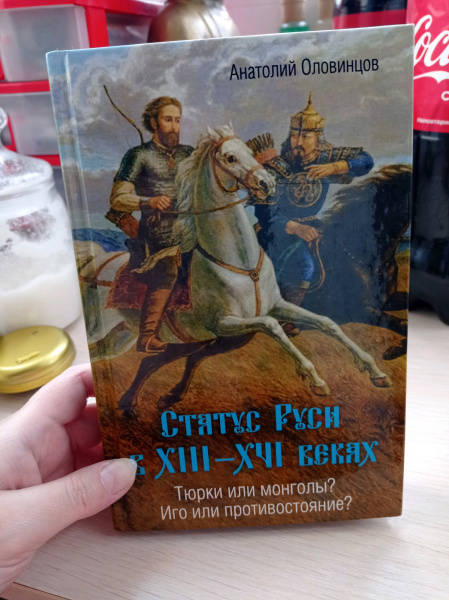 Анатолий Оловинцов
Статус Руси
в XIII–XVI веках
Тюрки или монголы?
Иго или противостояние?